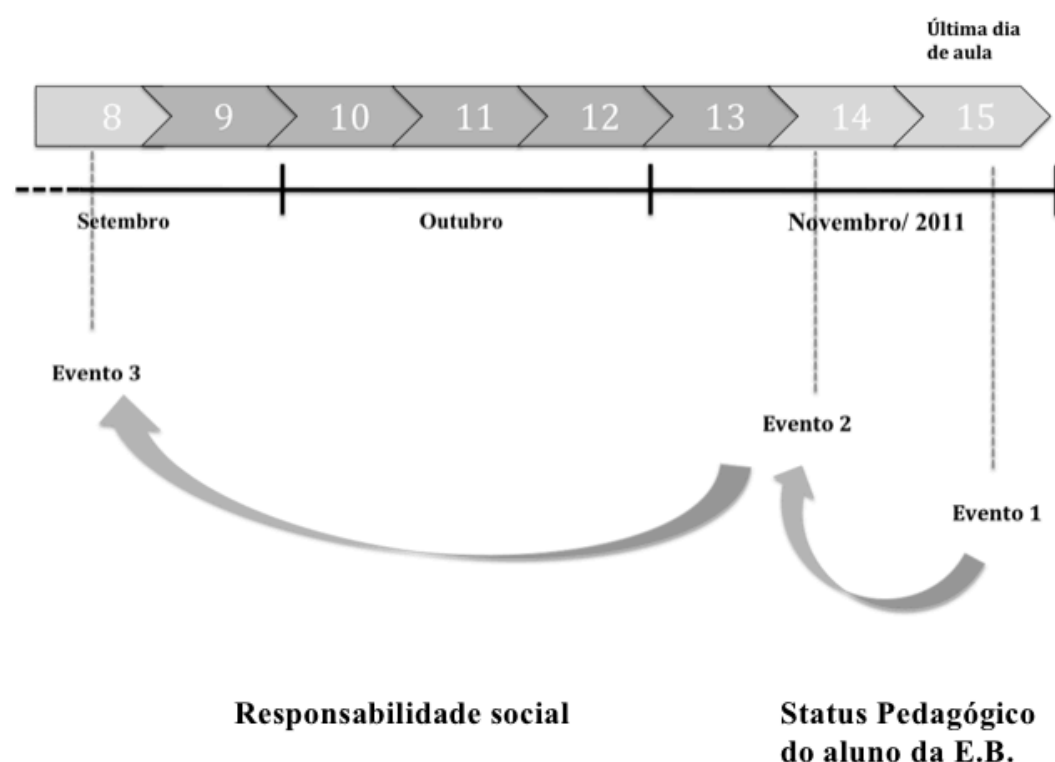 Última dia
de aula
8 9 10 11 12 13 14 15
Setembro Outubro Novembro/ 2011
Evento 3
Evento 2
Evento 1
Responsabilidade social
Status Pedagógico
do aluno da E.B.